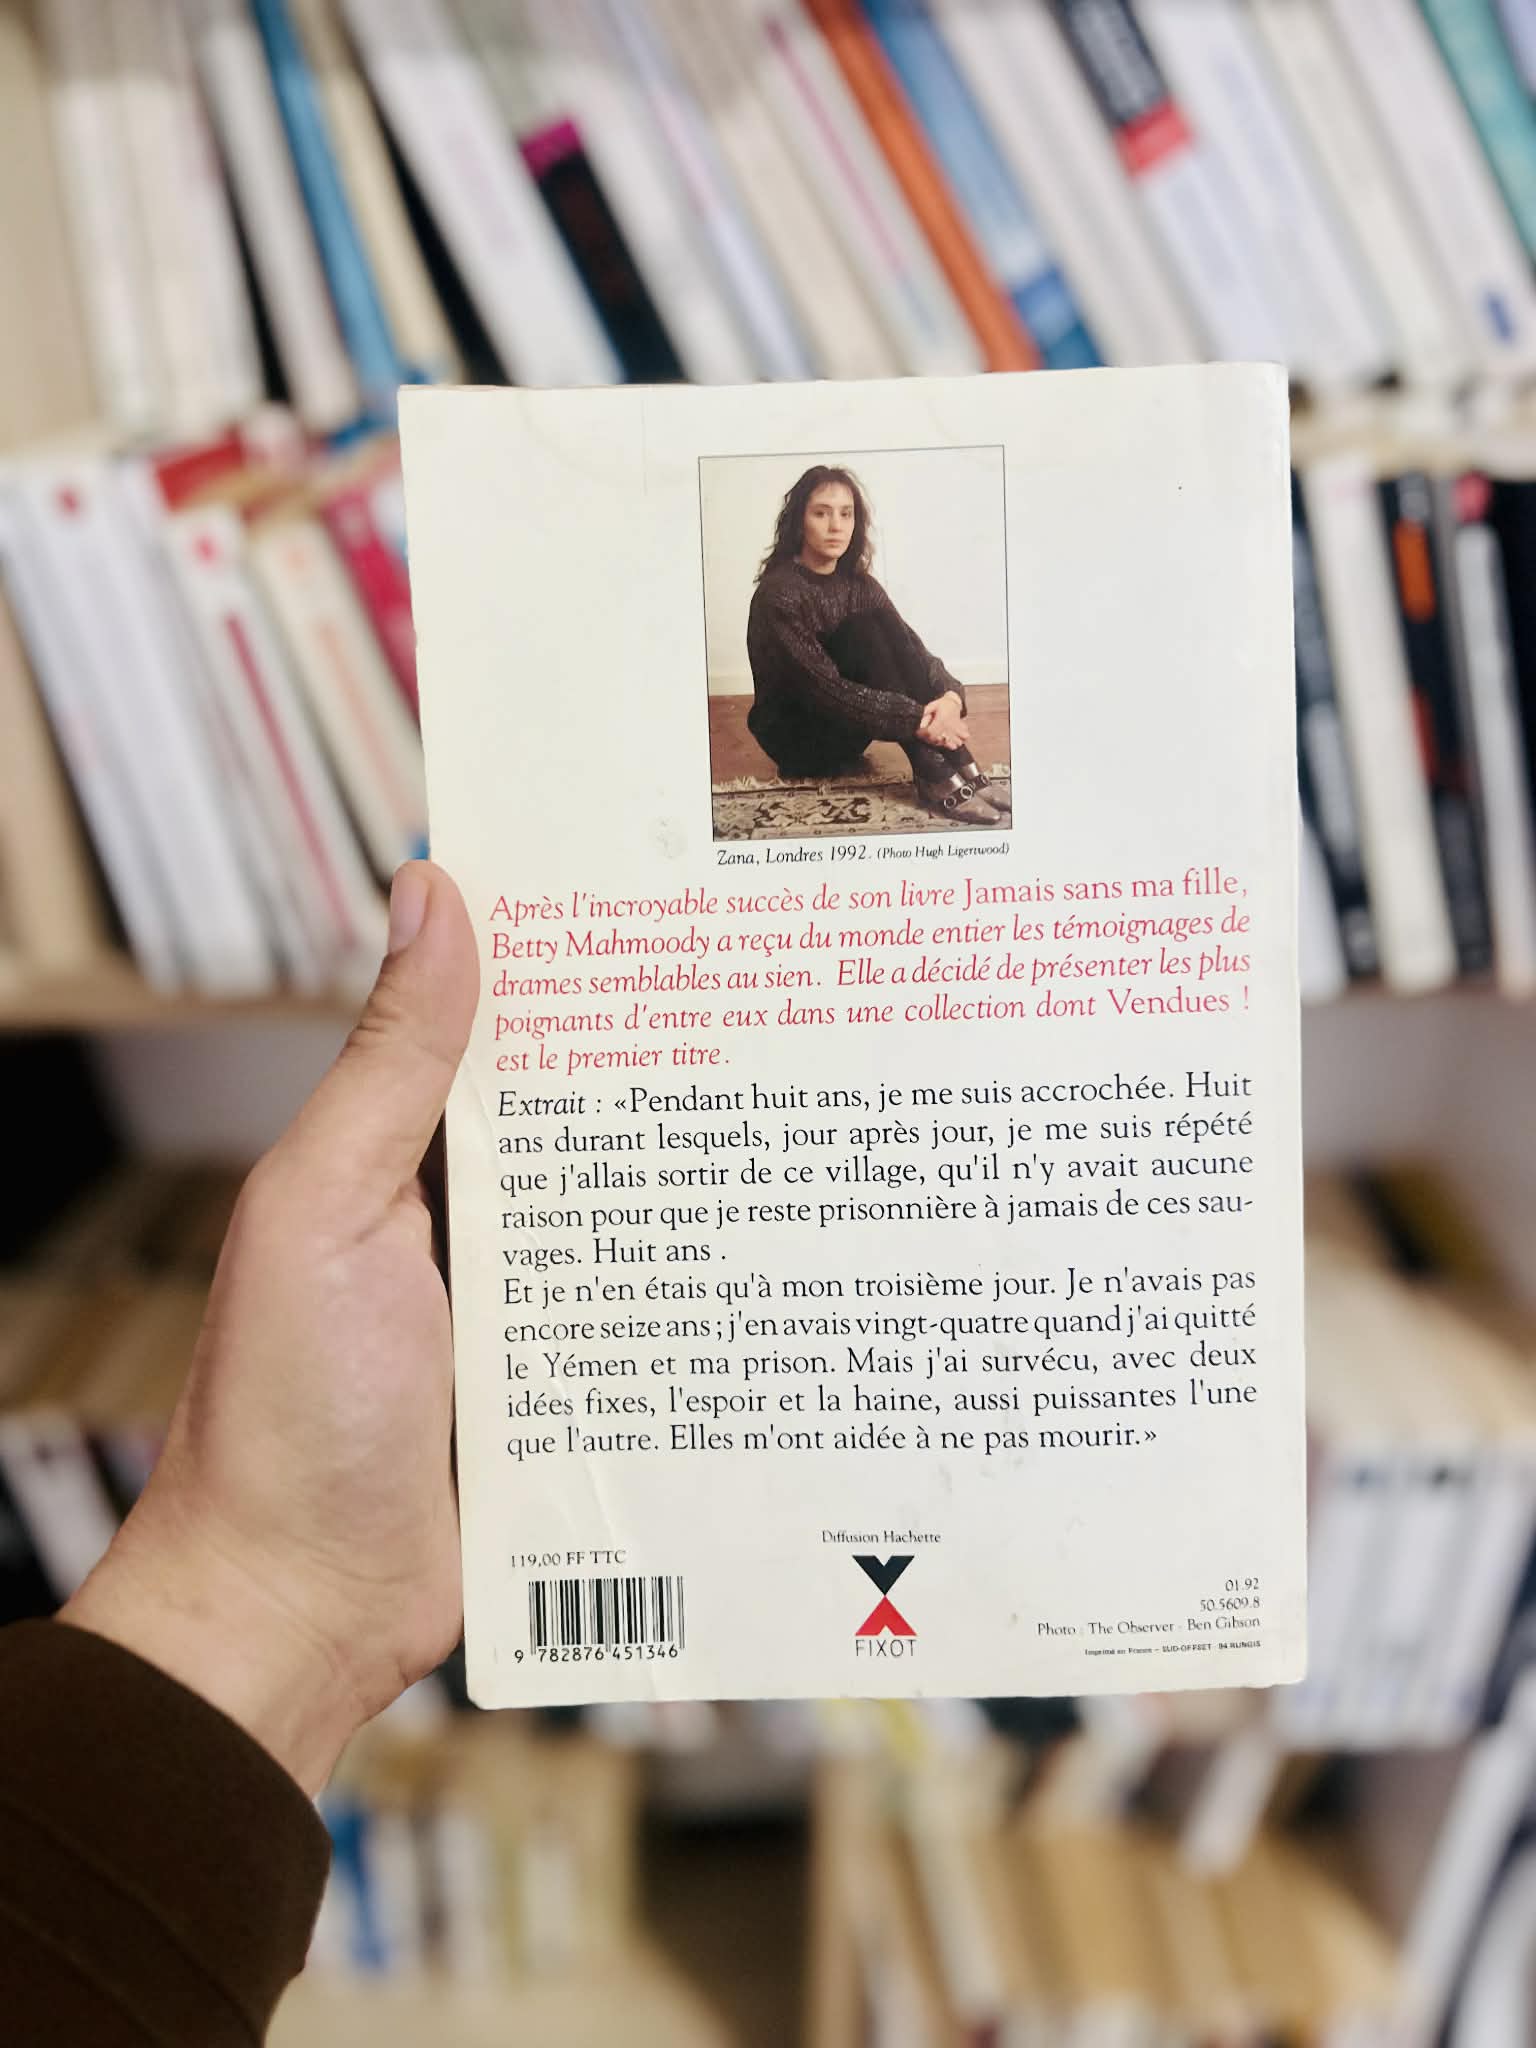 Zana, Londres 1992. (Photo Hugh Ligertwood)
Après l'incroyable succès de son livre Jamais sans ma fille,
Betty Mahmoody a reçu du monde entier les témoignages de
drames semblables au sien. Elle a décidé de présenter les plus
poignants d'entre eux dans une collection dont Vendues !
est le premier titre.
Extrait : «Pendant huit ans, je me suis accrochée. Huit
ans durant lesquels, jour après jour, je me suis répété
que j'allais sortir de ce village, qu'il n'y avait aucune
raison pour que je reste prisonnière à jamais de ces sau-
vages. Huit ans .
Et je n'en étais qu'à mon troisième jour. Je n'avais pas
encore seize ans ; j'en avais vingt-quatre quand j'ai quitté
le Yémen et ma prison. Mais j'ai survécu, avec deux
idées fixes, l'espoir et la haine, aussi puissantes l'une
que l'autre. Elles m'ont aidée à ne pas mourir.»
119,00 FF TTC
9 782876 451346
Diffusion Hachette
FIXOT
01.92
50.5609.8
Photo : The Observer - Ben Gibson
Imprimé en France - SUD-OFFSET - 94 RUNGIS